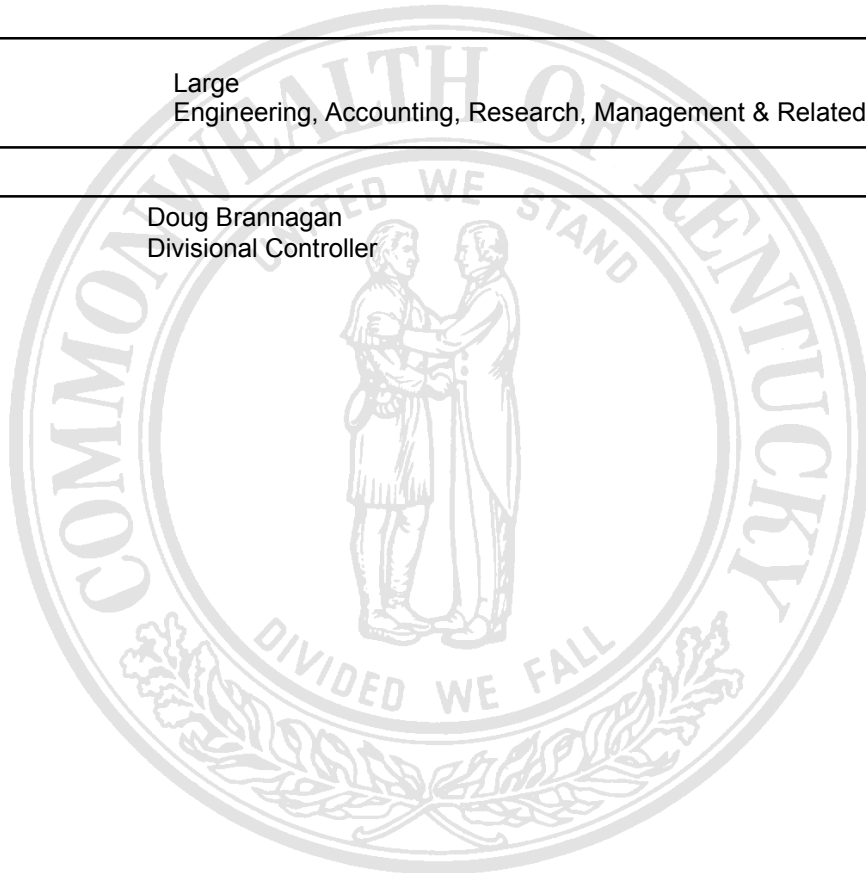 Large
Engineering, Accounting, Research, Management & Related
Doug Brannagan
Divisional Controller
COMMONWEALTH OF KENTUCKY
UNITED WE STAND
DIVIDED WE FALL